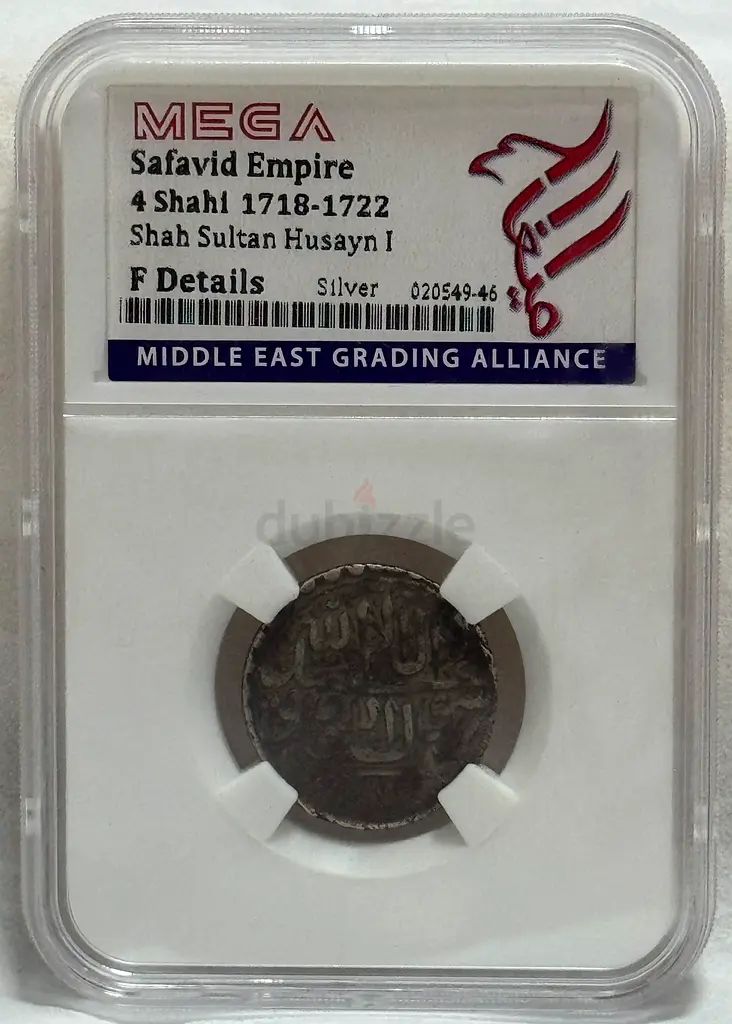 MEGA
Safavid Empire
4 Shahi 1718-1722
Shah Sultan Husayn I
F Details Silver 020549-46
MIDDLE EAST GRADING ALLIANCE
dubizzle